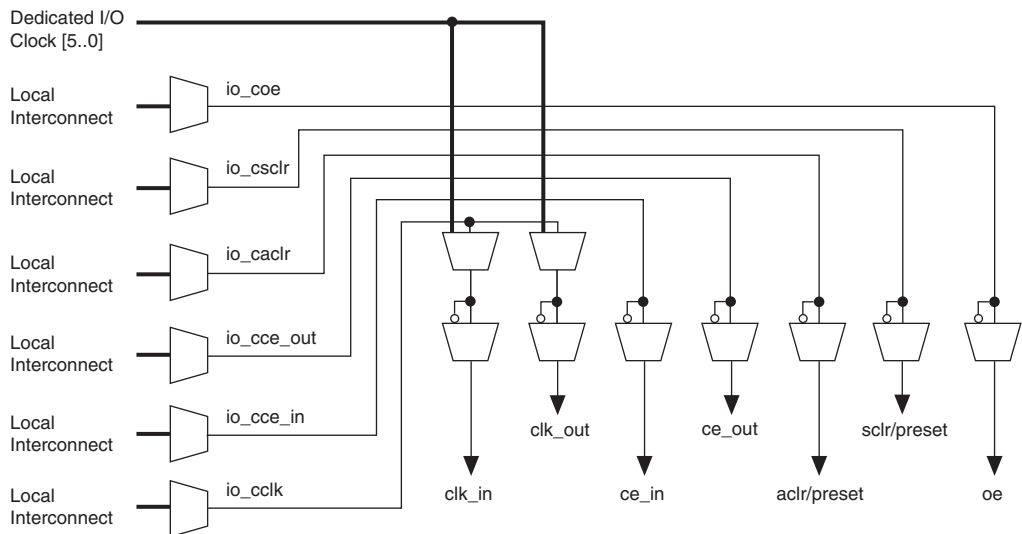 Dedicated I/O
Clock [5..0]
Local
Interconnect
io_coe
Local
Interconnect
io_csclr
Local
Interconnect
io_caclr
Local
Interconnect
io_cce_out
Local
Interconnect
io_cce_in
Local
Interconnect
io_cclk
clk_out
ce_out
sclr/preset
clk_in
ce_in
aclr/preset
oe